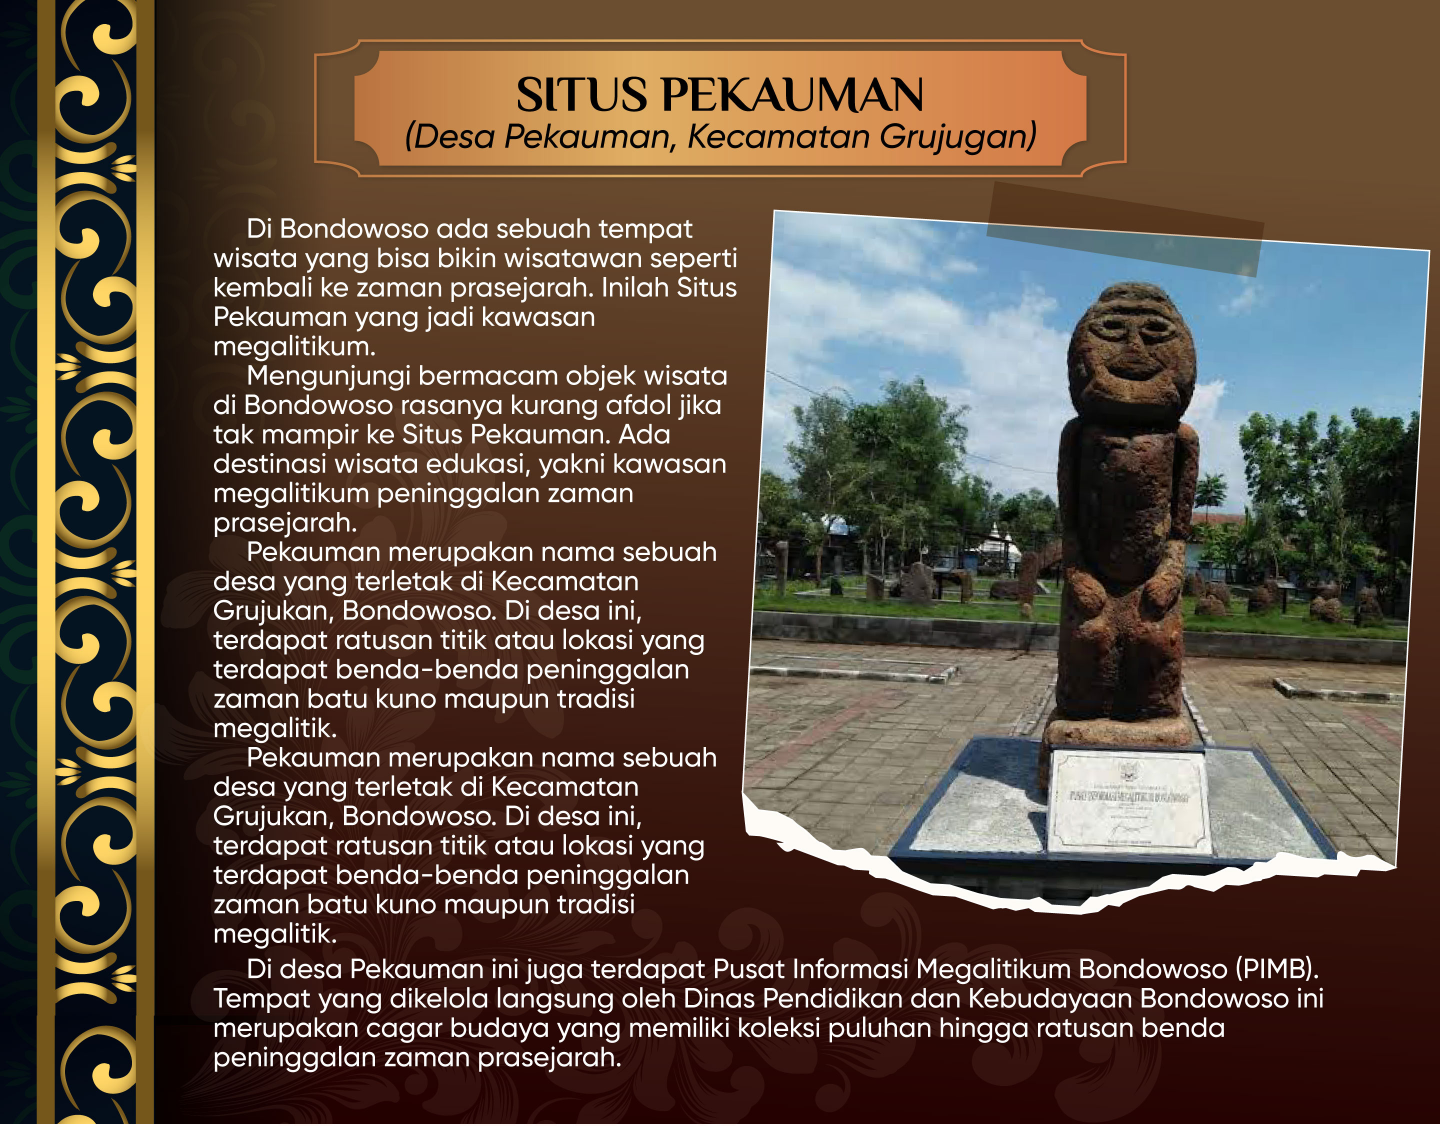 SITUS PEKAUMAN
(Desa Pekauman, Kecamatan Grujugan)
Di Bondowoso ada sebuah tempat
wisata yang bisa bikin wisatawan seperti
kembali ke zaman prasejarah. Inilah Situs
Pekauman yang jadi kawasan
megalitikum.
Mengunjungi bermacam objek wisata
di Bondowoso rasanya kurang afdol jika
tak mampir ke Situs Pekauman. Ada
destinasi wisata edukasi, yakni kawasan
megalitikum peninggalan zaman
prasejarah.
Pekauman merupakan nama sebuah
desa yang terletak di Kecamatan
Grujukan, Bondowoso. Di desa ini,
terdapat ratusan titik atau lokasi yang
terdapat benda-benda peninggalan
zaman batu kuno maupun tradisi
megalitik.
Pekauman merupakan nama sebuah
desa yang terletak di Kecamatan
Grujukan, Bondowoso. Di desa ini,
terdapat ratusan titik atau lokasi yang
terdapat benda-benda peninggalan
zaman batu kuno maupun tradisi
megalitik.
Di desa Pekauman ini juga terdapat Pusat Informasi Megalitikum Bondowoso (PIMB).
Tempat yang dikelola langsung oleh Dinas Pendidikan dan Kebudayaan Bondowoso ini
merupakan cagar budaya yang memiliki koleksi puluhan hingga ratusan benda
peninggalan zaman prasejarah.
PUSAT INFORMASI MEGALITIKUM BONDOWOSO